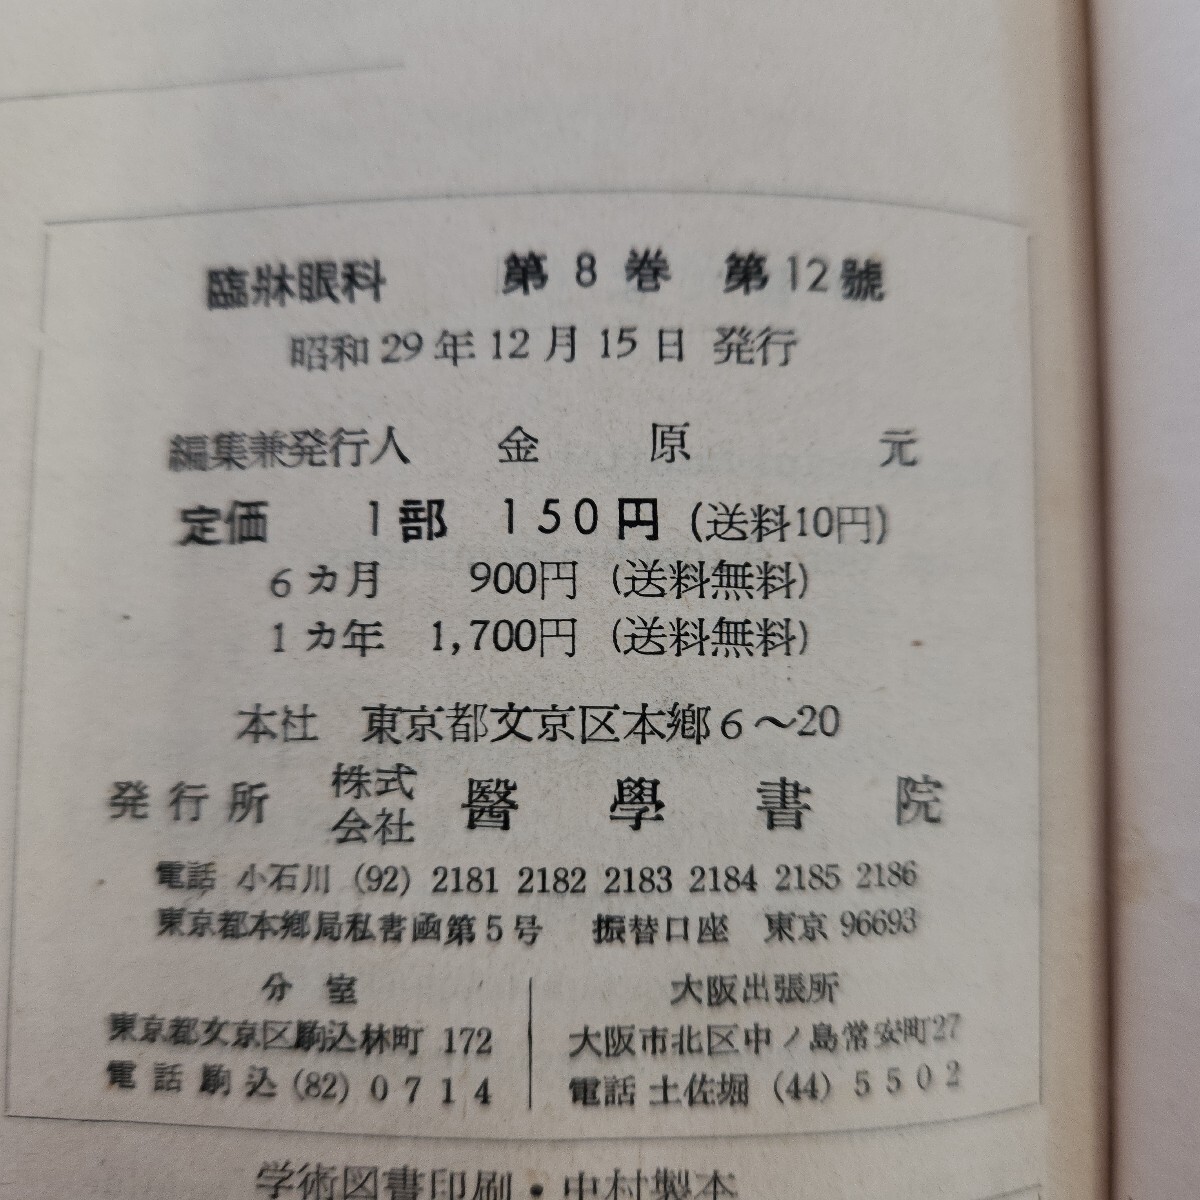 臨牀眼科 第8巻 第12號
昭和29年12月15日 発行
編集兼発行人 金原 元
定価 1部 150円 (送料10円)
6カ月 900円 (送料無料)
1カ年 1,700円 (送料無料)
本社 東京都文京区本郷6～20
発行所 株式会社 醫學書院
電話 小石川 (92) 2181 2182 2183 2184 2185 2186
東京都本郷局私書函第5号 振替口座 東京 96693
分室
東京都文京区駒込林町 172
電話 駒込 (82) 0714
大阪出張所
大阪市北区中ノ島常安町27
電話 土佐堀 (44) 5502
学術図書印刷・中村製本